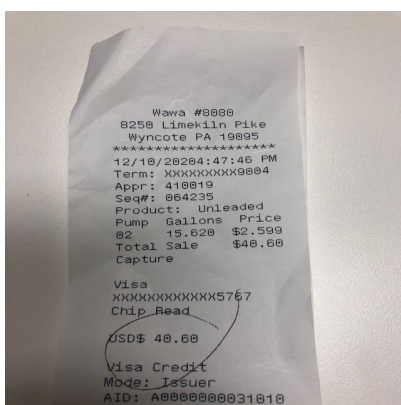 Wawa #8080
8250 Limekiln Pike
Wyncote PA 19095
*********************
12/10/20204:47:46 PM
Term: XXXXXXXXX9004
Appr: 410019
Seq#: 064235
Product: Unleaded
Pump Gallons Price
02 15.620 $2.599
Total Sale $40.60
Capture
Visa
XXXXXXXXXXXX5767
Chip Read
USD$ 40.60
Visa Credit
Mode: Issuer
AID: A0000000031010